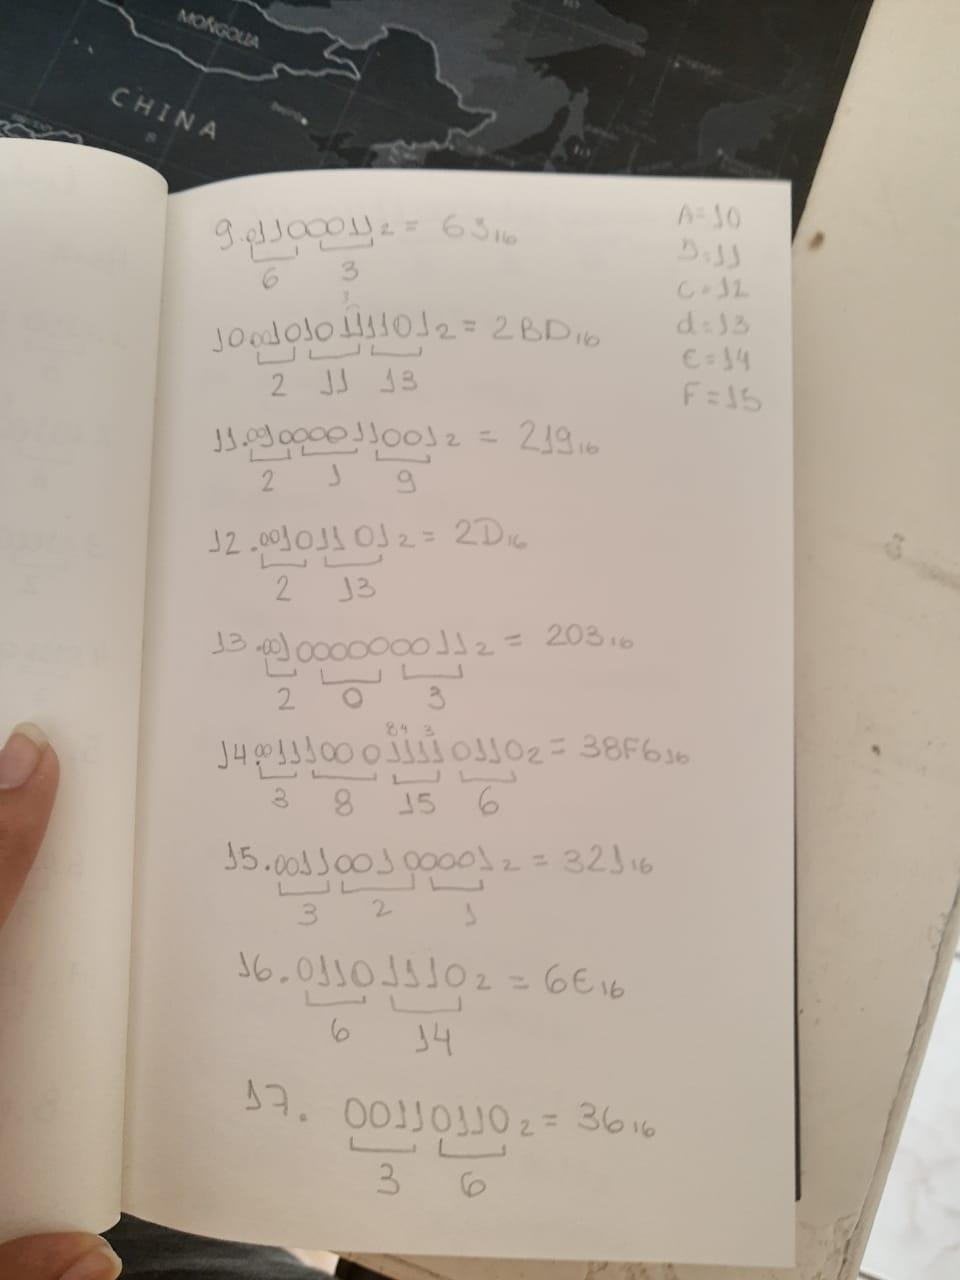 MONGOLIA
CHINA
9.01100011₂ = 63₁₆
6 3
10.001010111101₂ = 2BD₁₆
2 11 13
11.001000011001₂ = 219₁₆
2 1 9
12.00101101₂ = 2D₁₆
2 13
13.001000000011₂ = 203₁₆
2 0 3
84 3
14.0011100011110110₂ = 38F6₁₆
3 8 15 6
15.001100100001₂ = 321₁₆
3 2 1
16.01101110₂ = 6E₁₆
6 14
17. 00110110₂ = 36₁₆
3 6
A=10
B=11
C=12
d=13
E=14
F=15